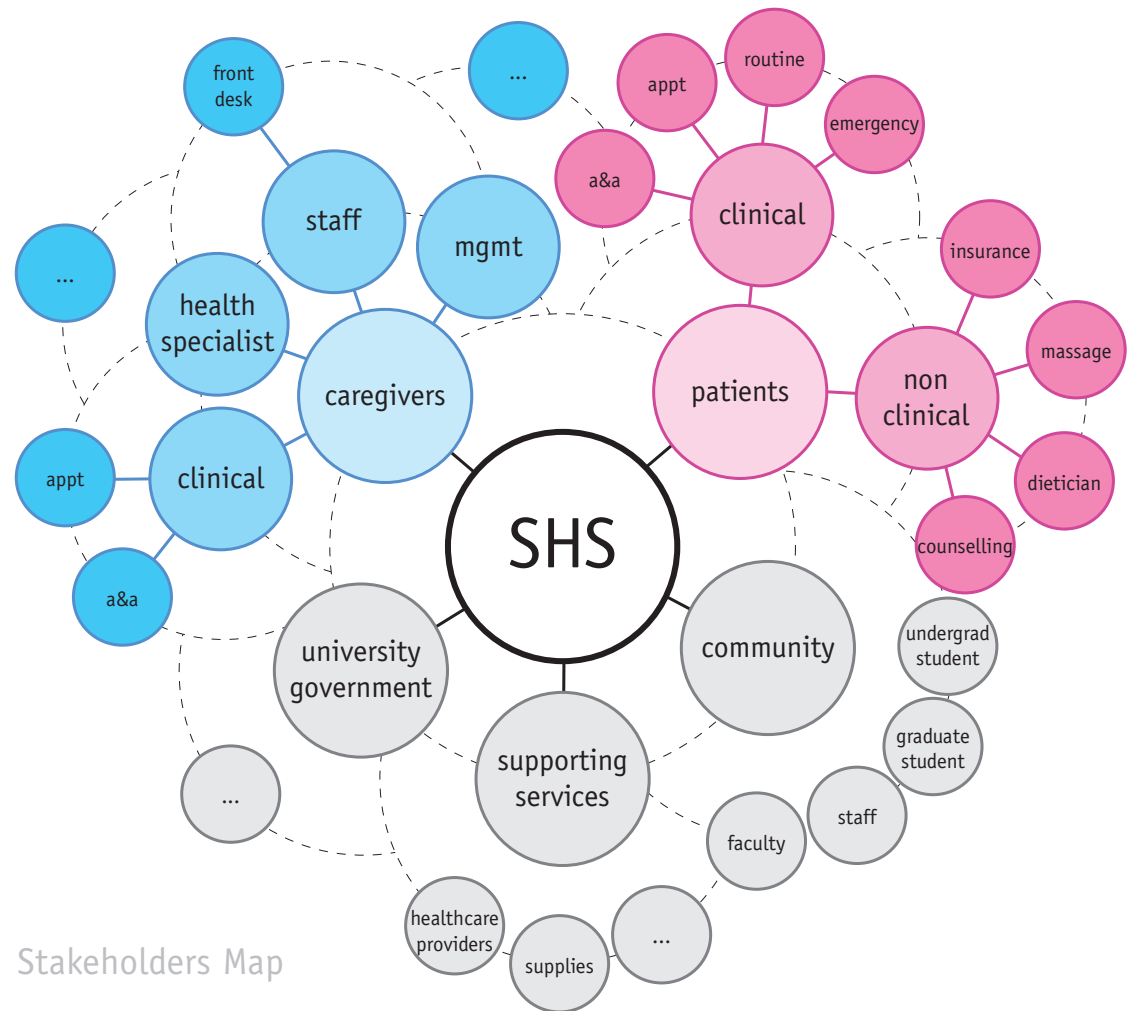 front
desk
...
appt
routine
emergency
a&a
clinical
staff
mgmt
insurance
...
health
specialist
massage
caregivers
patients
non
clinical
appt
clinical
dietician
SHS
counselling
a&a
university
government
community
undergrad
student
graduate
student
supporting
services
...
staff
faculty
healthcare
providers
supplies
...
Stakeholders Map